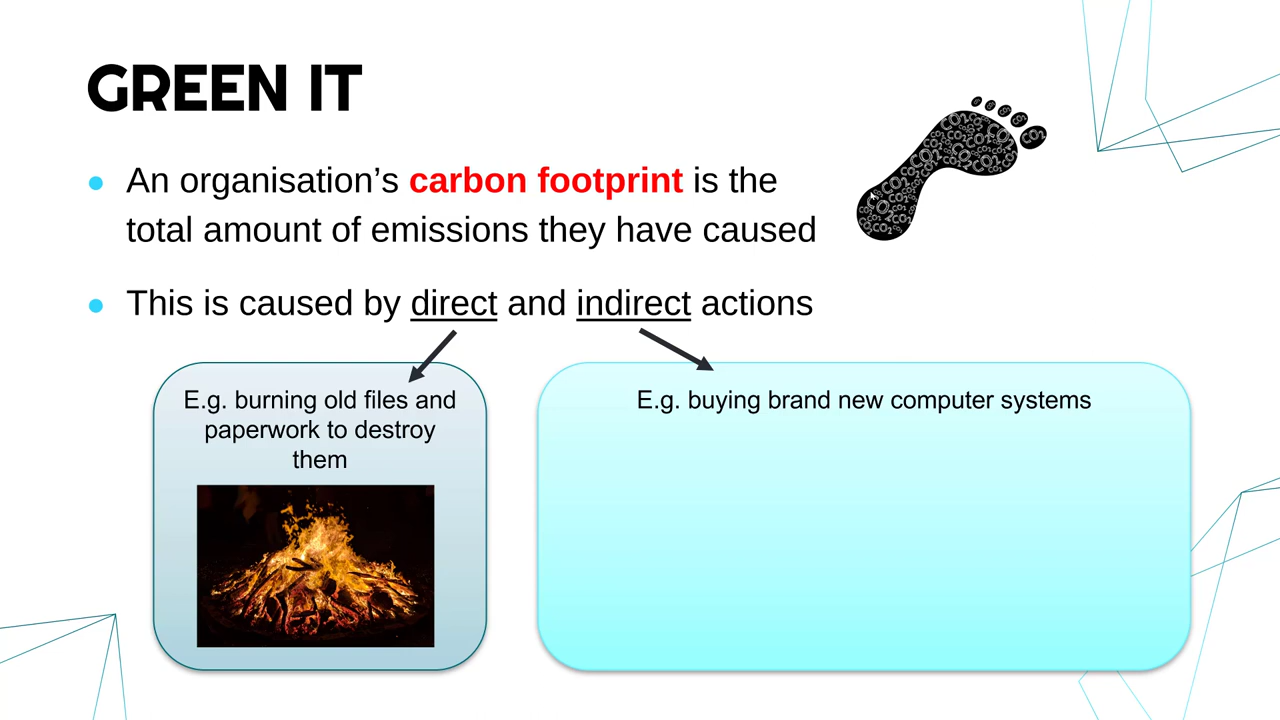 GREEN IT
An organisation’s carbon footprint is the
total amount of emissions they have caused
This is caused by direct and indirect actions
E.g. burning old files and
paperwork to destroy
them
E.g. buying brand new computer systems